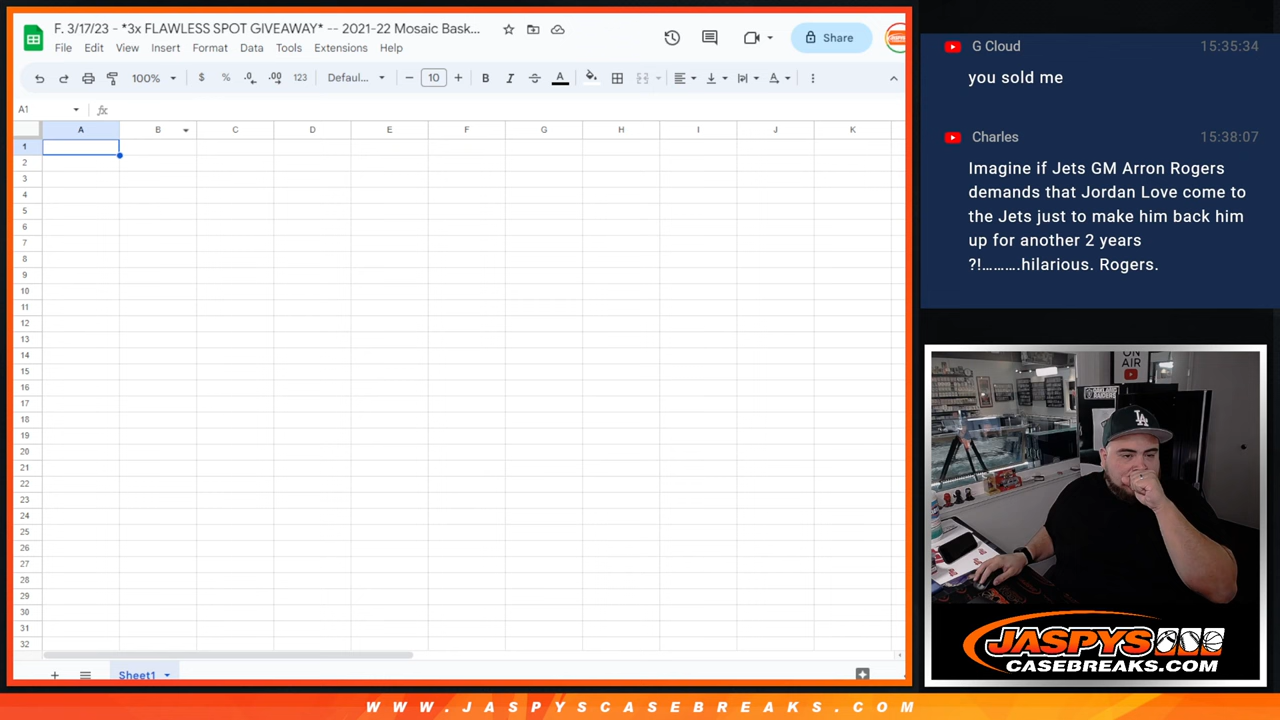 F. 3/17/23 - *3x FLAWLESS SPOT GIVEAWAY* -- 2021-22 Mosaic Bask...
File Edit View Insert Format Data Tools Extensions Help
Share
100% $ % .0 .00 123 Defaul... 10 B I A
A1 fx
A B C D E F G H I J K
1
2
3
4
5
6
7
8
9
10
11
12
13
14
15
16
17
18
19
20
21
22
23
24
25
26
27
28
29
30
31
32
Sheet1
G Cloud 15:35:34
you sold me
Charles 15:38:07
Imagine if Jets GM Arron Rogers
demands that Jordan Love come to
the Jets just to make him back him
up for another 2 years
?!..........hilarious. Rogers.
ON
AIR
LA
JASPYS
CASEBREAKS.COM
WWW.JASPYSCASEBREAKS.COM